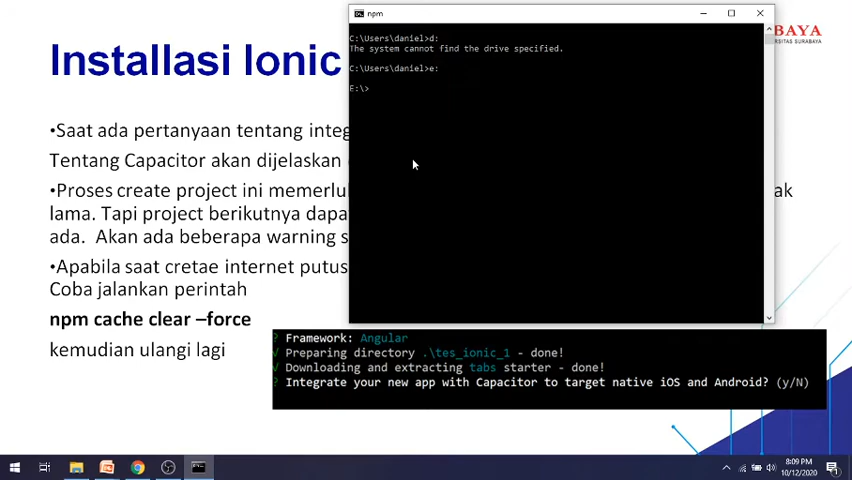 Installasi Ionic
npm
C:\Users\daniel>d:
The system cannot find the drive specified.
C:\Users\daniel>e:
E:\>
BAYA
ITAS SURABAYA
•Saat ada pertanyaan tentang integ
Tentang Capacitor akan dijelaskan
•Proses create project ini memerlu
ak
lama. Tapi project berikutnya dapa
ada. Akan ada beberapa warning s
•Apabila saat cretae internet putus
Coba jalankan perintah
npm cache clear –force
kemudian ulangi lagi
? Framework: Angular
√ Preparing directory .\tes_ionic_1 - done!
√ Downloading and extracting tabs starter - done!
? Integrate your new app with Capacitor to target native iOS and Android? (y/N)
8:09 PM
10/12/2020